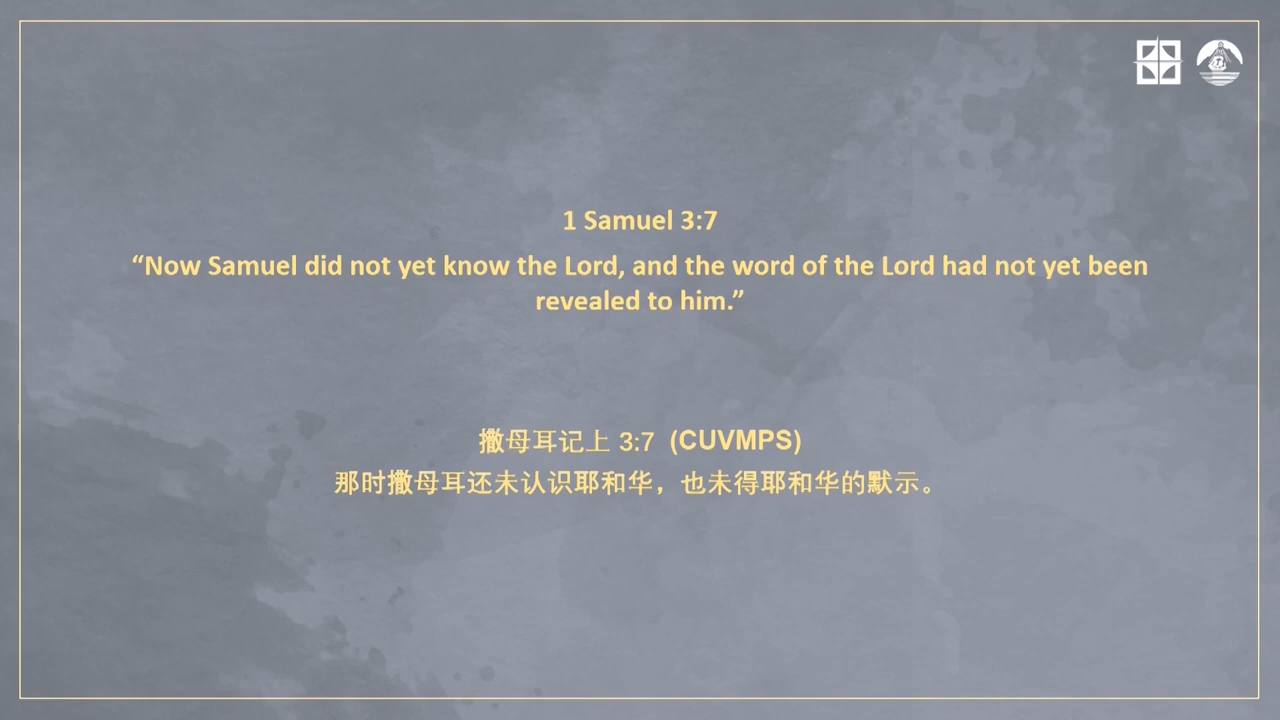 1 Samuel 3:7
“Now Samuel did not yet know the Lord, and the word of the Lord had not yet been
revealed to him.”
撒母耳记上 3:7 (CUVMPS)
那时撒母耳还未认识耶和华，也未得耶和华的默示。